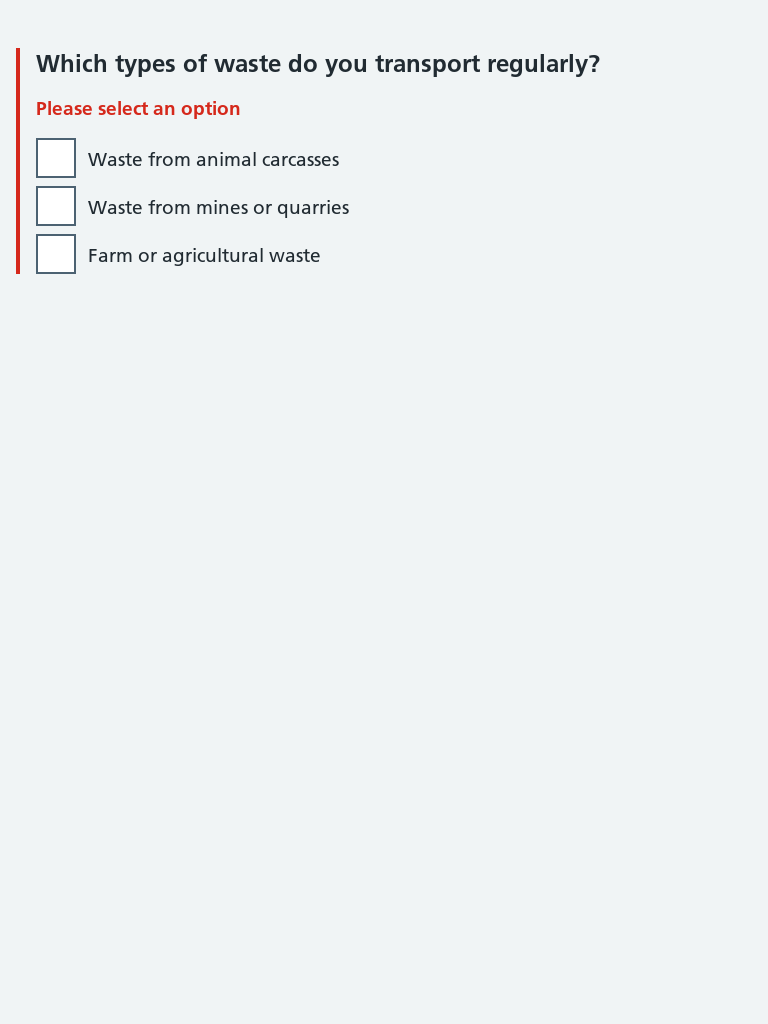 Which types of waste do you transport regularly?
Please select an option
Waste from animal carcasses
Waste from mines or quarries
Farm or agricultural waste